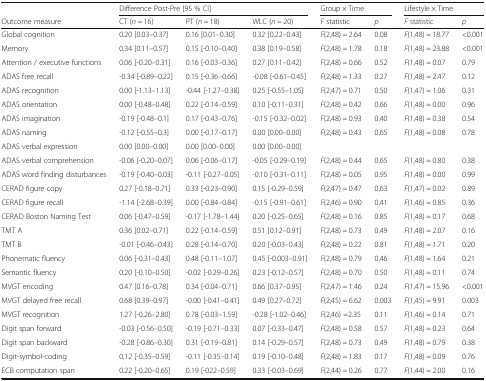 Difference Post-Pre [95 % CI] Group × Time Lifestyle × Time
Outcome measure CT (n = 16) PT (n = 18) WLC (n = 20) F statistic p F statistic p
Global cognition 0.20 [0.03–0.37] 0.16 [0.01–0.30] 0.32 [0.22–0.43] F(2,48) = 2.64 0.08 F(1,48) = 18.77 <0.001
Memory 0.34 [0.11–0.57] 0.15 [-0.10–0.40] 0.38 [0.19–0.58] F(2,48) = 1.78 0.18 F(1,48) = 23.88 <0.001
Attention / executive functions 0.06 [-0.20–0.31] 0.16 [-0.03–0.36] 0.27 [0.11–0.42] F(2,48) = 0.66 0.52 F(1,48) = 0.07 0.79
ADAS free recall -0.34 [-0.89–0.22] 0.15 [-0.36–0.66] -0.08 [-0.61–0.45] F(2,48) = 1.33 0.27 F(1,48) = 2.47 0.12
ADAS recognition 0.00 [-1.13–1.13] -0.44 [-1.27–0.38] 0.25 [-0.55–1.05] F(2,47) = 0.71 0.50 F(1,47) = 1.06 0.31
ADAS orientation 0.00 [-0.48–0.48] 0.22 [-0.14–0.59] 0.10 [-0.11–0.31] F(2,48) = 0.42 0.66 F(1,48) = 0.00 0.96
ADAS imagination -0.19 [-0.48–0.1] 0.17 [-0.43–0.76] -0.15 [-0.32–0.02] F(2,48) = 0.93 0.40 F(1,48) = 0.38 0.54
ADAS naming -0.12 [-0.55–0.3] 0.00 [-0.17–0.17] 0.00 [0.00–0.00] F(2,48) = 0.43 0.65 F(1,48) = 0.08 0.78
ADAS verbal expression 0.00 [0.00–0.00] 0.00 [0.00–0.00] 0.00 [0.00–0.00]
ADAS verbal comprehension -0.06 [-0.20–0.07] 0.06 [-0.06–0.17] -0.05 [-0.29–0.19] F(2,48) = 0.44 0.65 F(1,48) = 0.80 0.38
ADAS word finding disturbances -0.19 [-0.40–0.03] -0.11 [-0.27–0.05] -0.10 [-0.31–0.11] F(2,48) = 0.05 0.95 F(1,48) = 0.00 0.99
CERAD figure copy 0.27 [-0.18–0.71] 0.33 [-0.23–0.90] 0.15 [-0.29–0.59] F(2,47) = 0.47 0.63 F(1,47) = 0.02 0.89
CERAD figure recall -1.14 [-2.68–0.39] 0.00 [-0.84–0.84] -0.15 [-0.91–0.61] F(2,46) = 0.90 0.41 F(1,46) = 0.85 0.36
CERAD Boston Naming Test 0.06 [-0.47–0.59] -0.17 [-1.78–1.44] 0.20 [-0.25–0.65] F(2,48) = 0.16 0.85 F(1,48) = 0.17 0.68
TMT A 0.36 [0.02–0.71] 0.22 [-0.14–0.59] 0.51 [0.12–0.91] F(2,48) = 0.73 0.49 F(1,48) = 2.07 0.16
TMT B -0.01 [-0.46–0.43] 0.28 [-0.14–0.70] 0.20 [-0.03–0.43] F(2,48) = 0.22 0.81 F(1,48) = 1.71 0.20
Phonematic fluency 0.06 [-0.31–0.43] 0.48 [-0.11–1.07] 0.45 [-0.003–0.91] F(2,48) = 0.79 0.46 F(1,48) = 1.64 0.21
Semantic fluency 0.20 [-0.10–0.50] -0.02 [-0.29–0.26] 0.23 [-0.12–0.57] F(2,48) = 0.70 0.50 F(1,48) = 0.11 0.74
MVGT encoding 0.47 [0.16–0.78] 0.34 [-0.04–0.71] 0.66 [0.37–0.95] F(2,47) = 1.46 0.24 F(1,47) = 15.96 <0.001
MVGT delayed free recall 0.68 [0.39–0.97] -0.00 [-0.41–0.41] 0.49 [0.27–0.72] F(2,45) = 6.62 0.003 F(1,45) = 9.91 0.003
MVGT recognition 1.27 [-0.26–2.80] 0.78 [-0.03–1.59] -0.28 [-1.02–0.46] F(2,46) =2.35 0.11 F(1,46) = 0.14 0.71
Digit span forward -0.03 [-0.56–0.50] -0.19 [-0.71–0.33] 0.07 [-0.33–0.47] F(2,48) = 0.58 0.57 F(1,48) = 0.23 0.64
Digit span backward -0.28 [-0.86–0.30] 0.31 [-0.19–0.81] 0.14 [-0.29–0.57] F(2,48) = 0.73 0.49 F(1,48) = 0.79 0.38
Digit-symbol-coding 0.12 [-0.35–0.59] -0.11 [-0.35–0.14] 0.19 [-0.10–0.48] F(2,48) = 1.83 0.17 F(1,48) = 0.09 0.76
ECB computation span 0.22 [-0.20–0.65] 0.19 [-022–0.59] 0.33 [-0.03–0.69] F(2,44) = 0.26 0.77 F(1,44) = 2.00 0.16